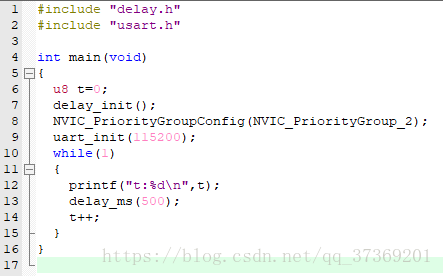 1 #include "delay.h"
2 #include "usart.h"
3
4 int main(void)
5 {
6 u8 t=0;
7 delay_init();
8 NVIC_PriorityGroupConfig(NVIC_PriorityGroup_2);
9 uart_init(115200);
10 while(1)
11 {
12 printf("t:%d\n",t);
13 delay_ms(500);
14 t++;
15 }
16 }
https://blog.csdn.net/qq_37369201
17